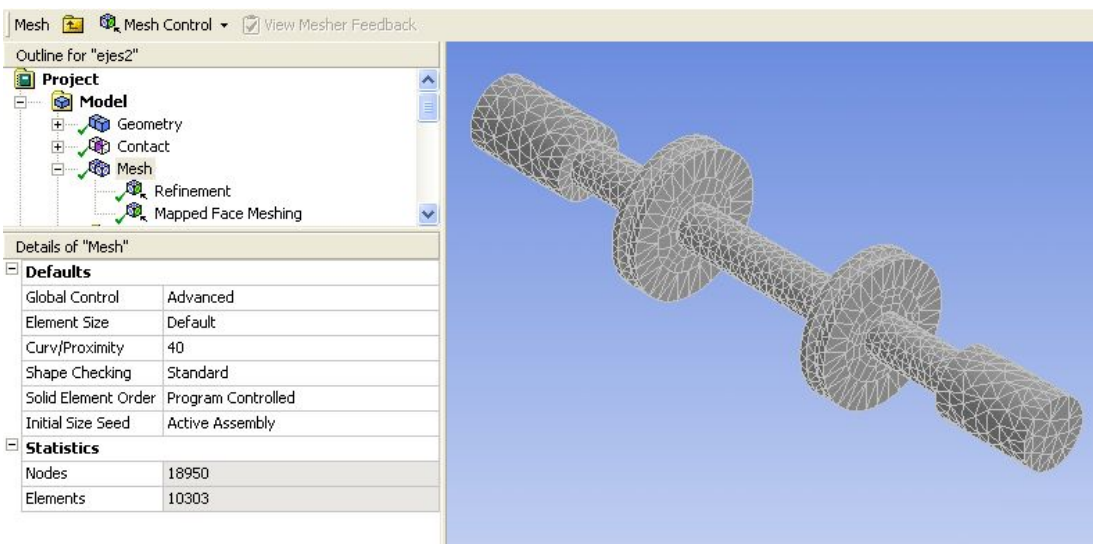 Mesh Mesh Control View Mesher Feedback
Outline for "ejes2"
Project
Model
Geometry
Contact
Mesh
Refinement
Mapped Face Meshing
Details of "Mesh"
Defaults
Global Control Advanced
Element Size Default
Curv/Proximity 40
Shape Checking Standard
Solid Element Order Program Controlled
Initial Size Seed Active Assembly
Statistics
Nodes 18950
Elements 10303